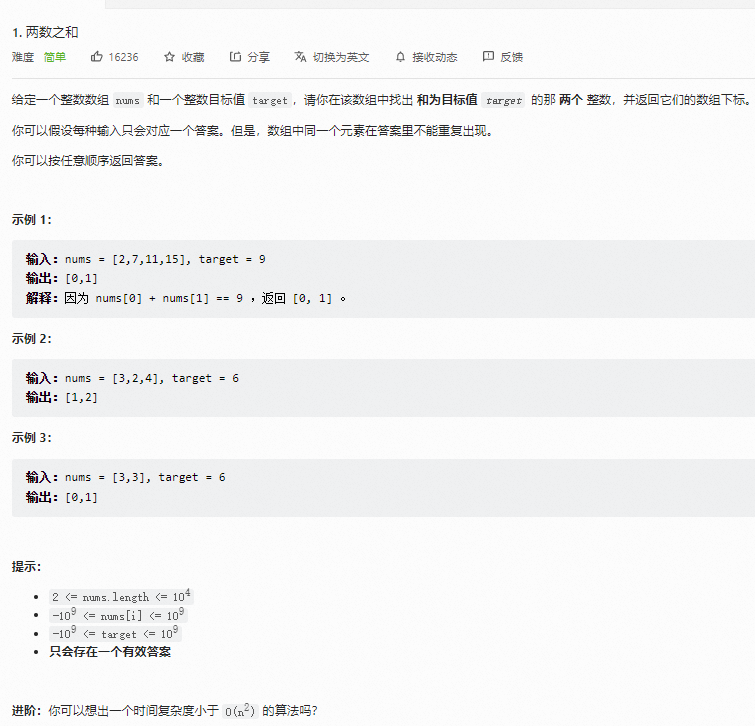 1. 两数之和
难度 简单 16236 收藏 分享 切换为英文 接收动态 反馈
给定一个整数数组 nums 和一个整数目标值 target，请你在该数组中找出 和为目标值 target 的那 两个 整数，并返回它们的数组下标。
你可以假设每种输入只会对应一个答案。但是，数组中同一个元素在答案里不能重复出现。
你可以按任意顺序返回答案。
示例 1：
输入：nums = [2,7,11,15], target = 9
输出：[0,1]
解释：因为 nums[0] + nums[1] == 9 ，返回 [0, 1] 。
示例 2：
输入：nums = [3,2,4], target = 6
输出：[1,2]
示例 3：
输入：nums = [3,3], target = 6
输出：[0,1]
提示：
• 2 <= nums.length <= 10⁴
• -10⁹ <= nums[i] <= 10⁹
• -10⁹ <= target <= 10⁹
• 只会存在一个有效答案
进阶：你可以想出一个时间复杂度小于 O(n²) 的算法吗？